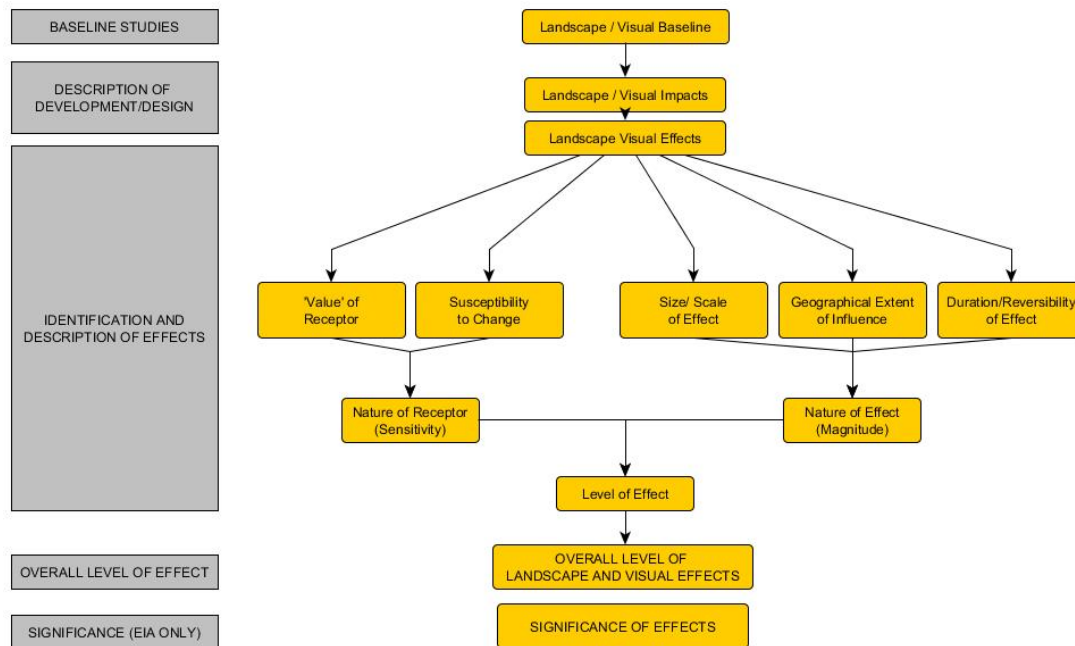 BASELINE STUDIES
Landscape / Visual Baseline
DESCRIPTION OF
DEVELOPMENT/DESIGN
Landscape / Visual Impacts
Landscape Visual Effects
IDENTIFICATION AND
DESCRIPTION OF EFFECTS
'Value' of
Receptor
Susceptibility
to Change
Size/ Scale
of Effect
Geographical Extent
of Influence
Duration/Reversibility
of Effect
Nature of Receptor
(Sensitivity)
Nature of Effect
(Magnitude)
Level of Effect
OVERALL LEVEL OF EFFECT
OVERALL LEVEL OF
LANDSCAPE AND VISUAL EFFECTS
SIGNIFICANCE (EIA ONLY)
SIGNIFICANCE OF EFFECTS